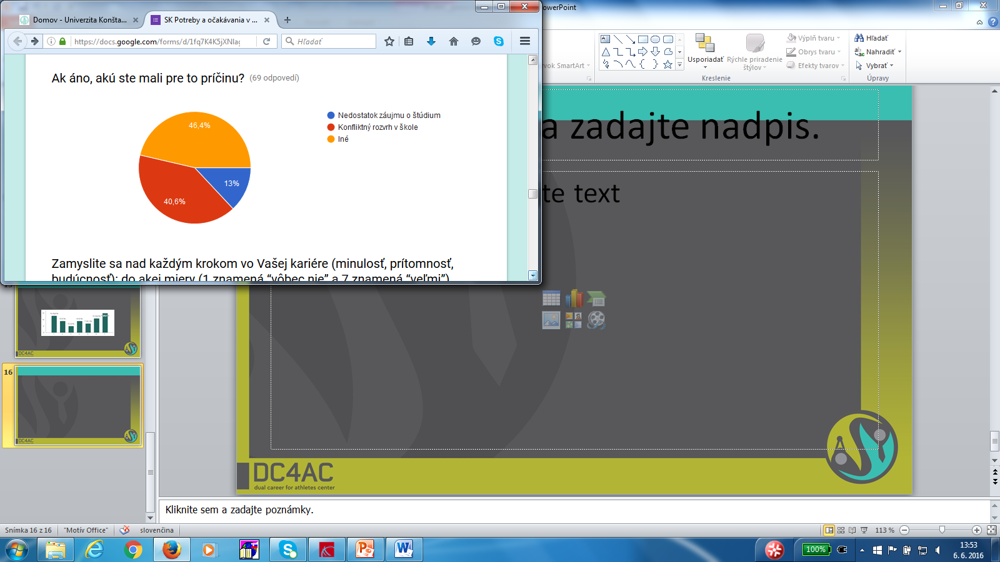 PowerPoint
Domov - Univerzita Konšta...
SK Potreby a očakávania v ...
https://docs.google.com/forms/d/1fq7K4K5jXNlag
Hľadať
Ak áno, akú ste mali pre to príčinu? (69 odpovedí)
46,4%
13%
40,6%
Nedostatok záujmu o štúdium
Konfliktný rozvrh v škole
Iné
Zamyslite sa nad každým krokom vo Vašej kariére (minulosť, prítomnosť,
budúcnosť): do akej miery (1 znamená “vôbec nie” a 7 znamená “veľmi”)
vok SmartArt
Usporiadať
Rýchle priradenie
štýlov
Výplň tvaru
Obrys tvaru
Efekty tvarov
Kreslenie
Hľadať
Nahradiť
Vybrať
Úpravy
a zadajte nadpis.
te text
DC4AC
16
DC4AC
DC4AC
dual career for athletes center
Kliknite sem a zadajte poznámky.
Snímka 16 z 16
"Motív Office"
slovenčina
113 %
100%
13:53
6. 6. 2016